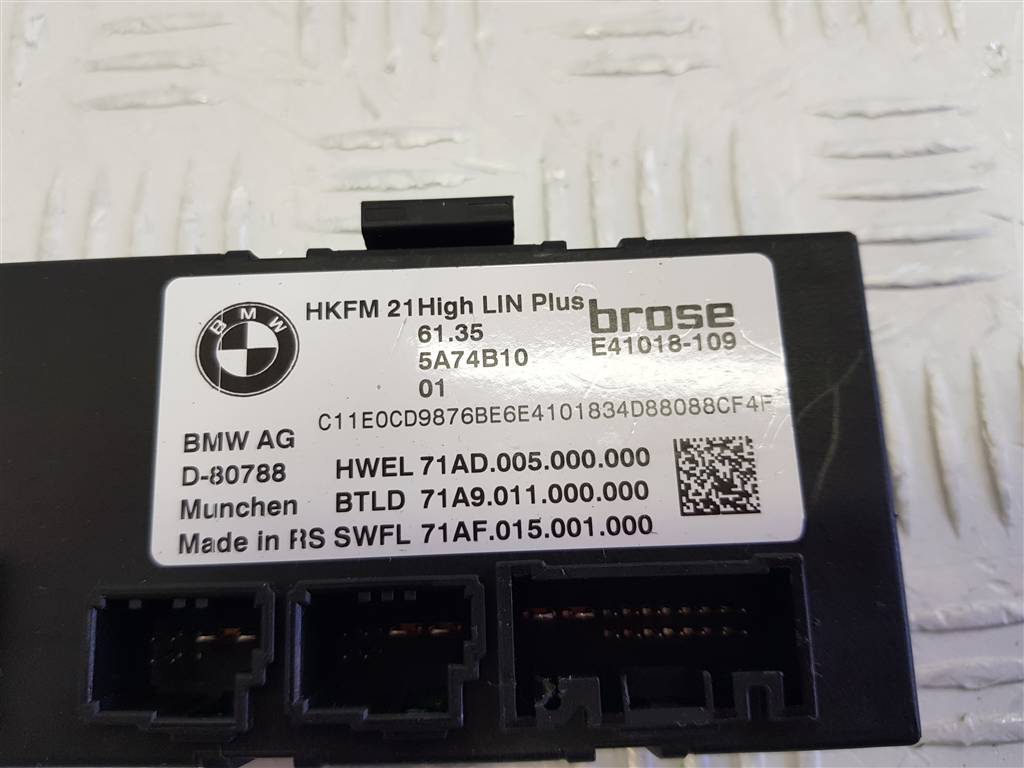 BMW
HKFM 21High LIN Plus
brose
61.35
E41018-109
5A74B10
01
C11E0CD9876BE6E4101834D88088CF4F
BMW AG
D-80788
HWEL 71AD.005.000.000
Munchen
BTLD 71A9.011.000.000
Made in RS
SWFL 71AF.015.001.000